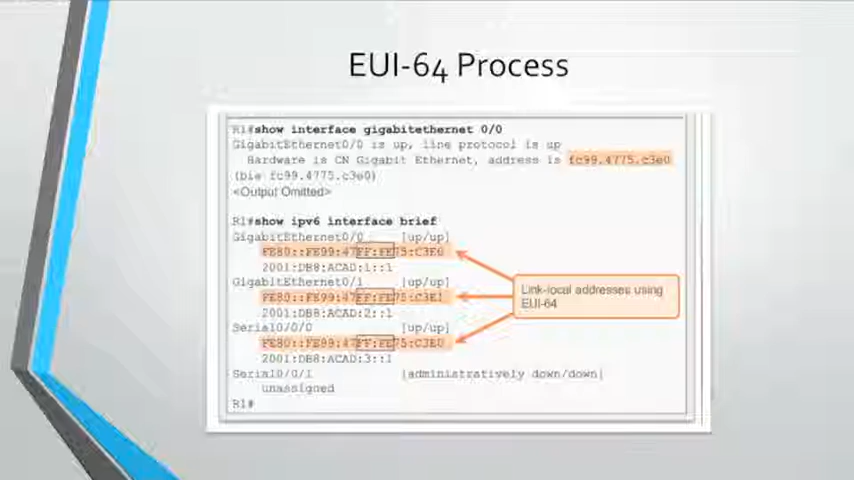 EUI-64 Process
R1#show interface gigabitethernet 0/0
GigabitEthernet0/0 is up, line protocol is up
Hardware is CN Gigabit Ethernet, address is fc99.4775.c3e0
(bia fc99.4775.c3e0)
<Output Omitted>
R1#show ipv6 interface brief
GigabitEthernet0/0 [up/up]
FE80::FE99:47FF:FE75:C3E0
2001:DB8:ACAD:1::1
GigabitEthernet0/1 [up/up]
FE80::FE99:47FF:FE75:C3E1
2001:DB8:ACAD:2::1
Serial0/0/0 [up/up]
FE80::FE99:47FF:FE75:C3E0
2001:DB8:ACAD:3::1
Serial0/0/1 [administratively down/down]
unassigned
R1#
Link-local addresses using
EUI-64